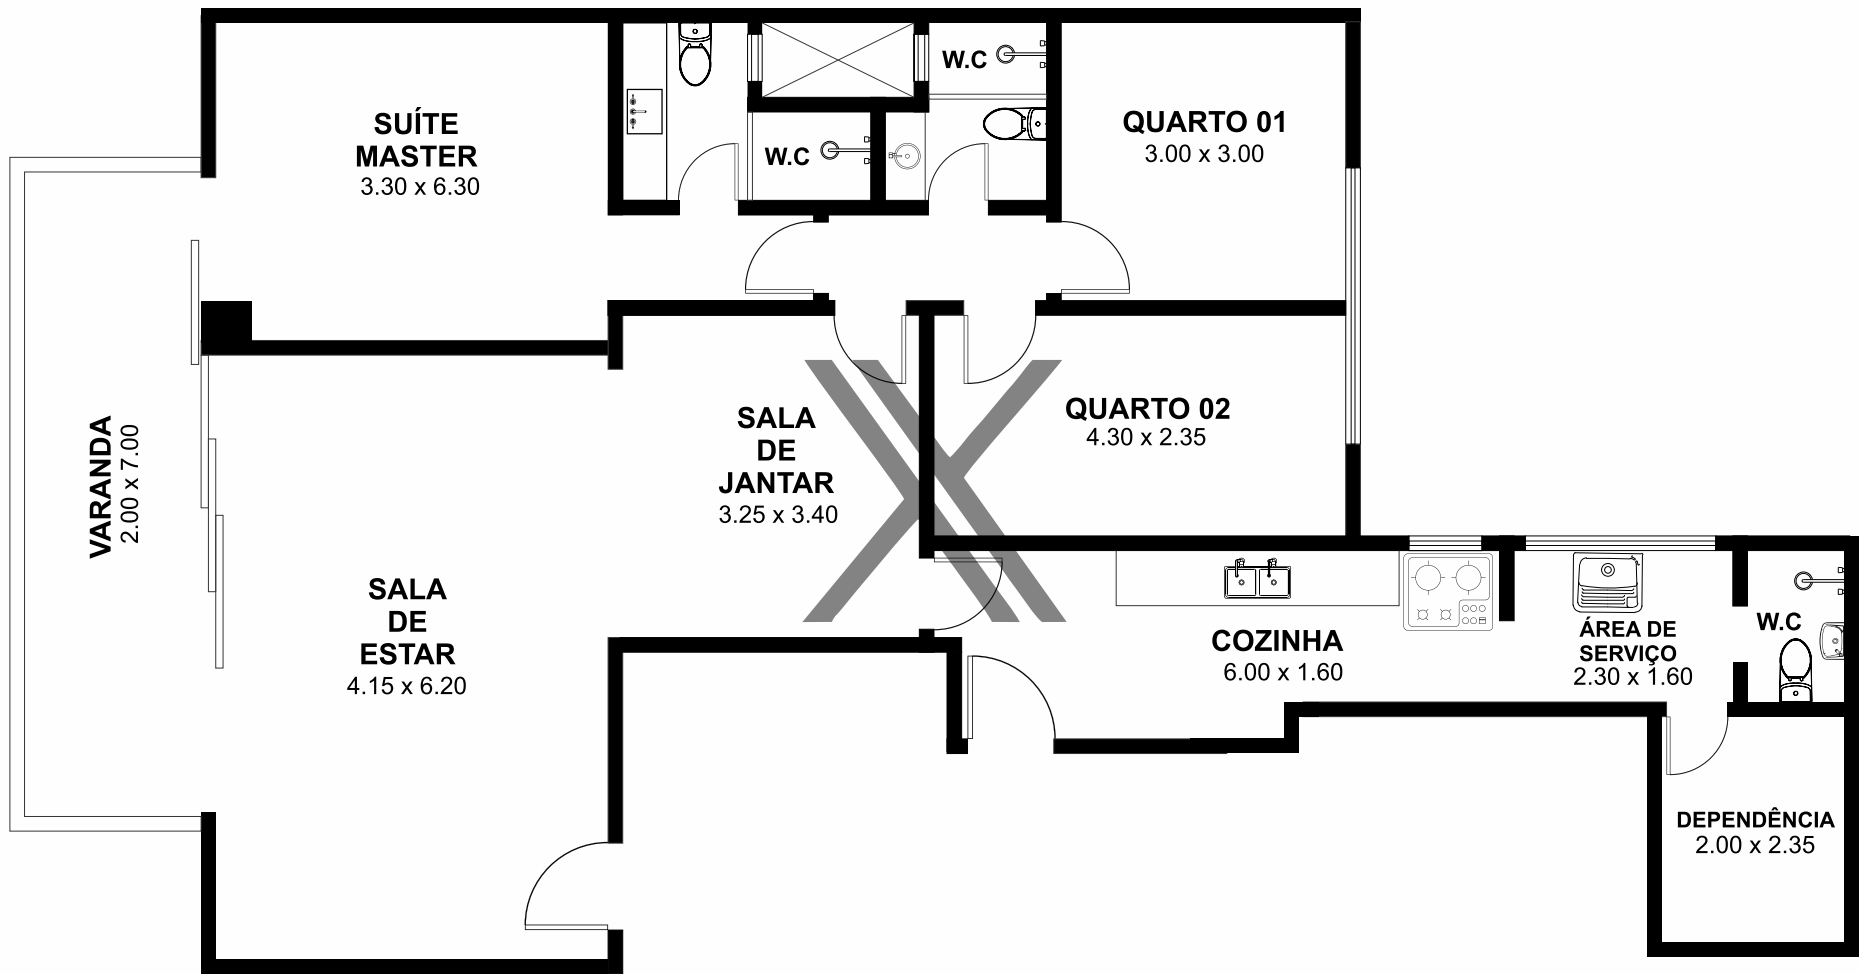 SUÍTE
MASTER
3.30 x 6.30
W.C
W.C
QUARTO 01
3.00 x 3.00
VARANDA
2.00 x 7.00
SALA
DE
JANTAR
3.25 x 3.40
QUARTO 02
4.30 x 2.35
SALA
DE
ESTAR
4.15 x 6.20
COZINHA
6.00 x 1.60
ÁREA DE
SERVIÇO
2.30 x 1.60
W.C
DEPENDÊNCIA
2.00 x 2.35